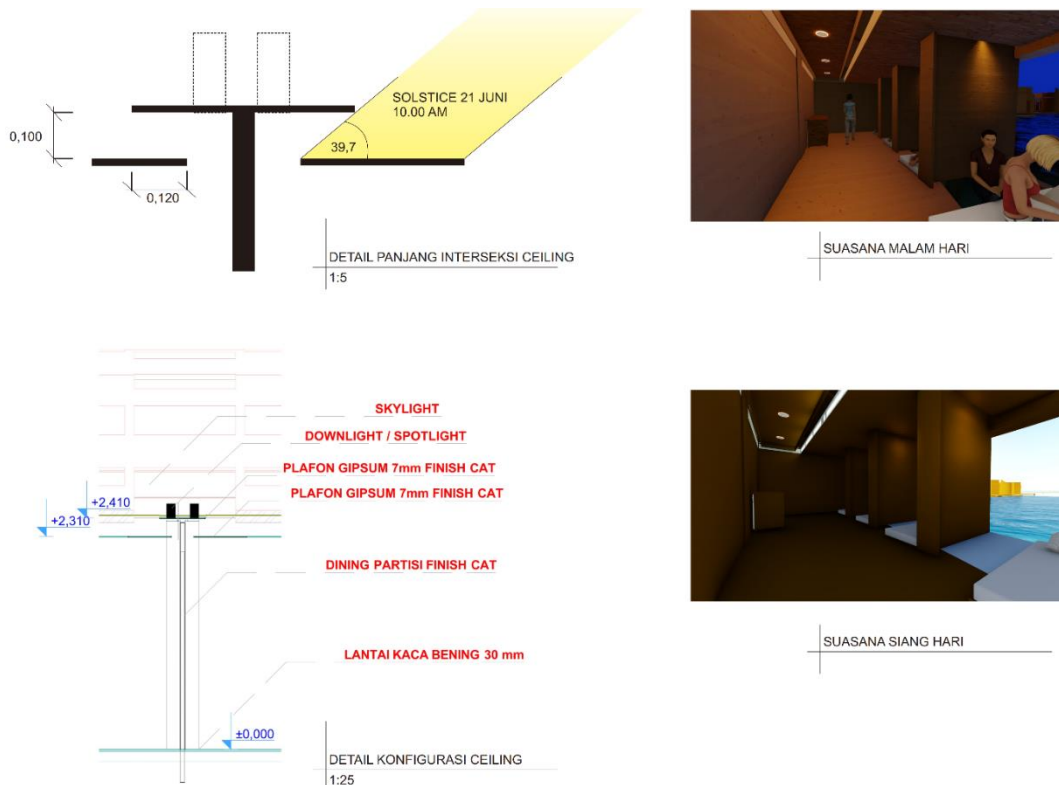 SOLSTICE 21 JUNI
10.00 AM
39,7
0,100
0,120
DETAIL PANJANG INTERSEKSI CEILING
1:5
SUASANA MALAM HARI
SKYLIGHT
DOWNLIGHT / SPOTLIGHT
PLAFON GIPSUM 7mm FINISH CAT
PLAFON GIPSUM 7mm FINISH CAT
+2,410
+2,310
DINING PARTISI FINISH CAT
LANTAI KACA BENING 30 mm
±0,000
DETAIL KONFIGURASI CEILING
1:25
SUASANA SIANG HARI